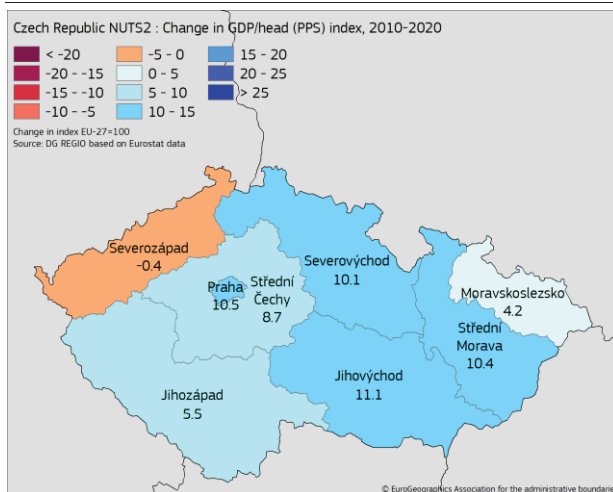 Czech Republic NUTS2 : Change in GDP/head (PPS) index, 2010-2020
< -20
-20 - -15
-15 - -10
-10 - -5
-5 - 0
0 - 5
5 - 10
10 - 15
15 - 20
20 - 25
> 25
Change in index EU-27=100
Source: DG REGIO based on Eurostat data
Severozápad
-0.4
Praha
10.5
Střední
Čechy
8.7
Severovýchod
10.1
Moravskoslezsko
4.2
Střední
Morava
10.4
Jihozápad
5.5
Jihovýchod
11.1
© EuroGeographics Association for the administrative boundarie